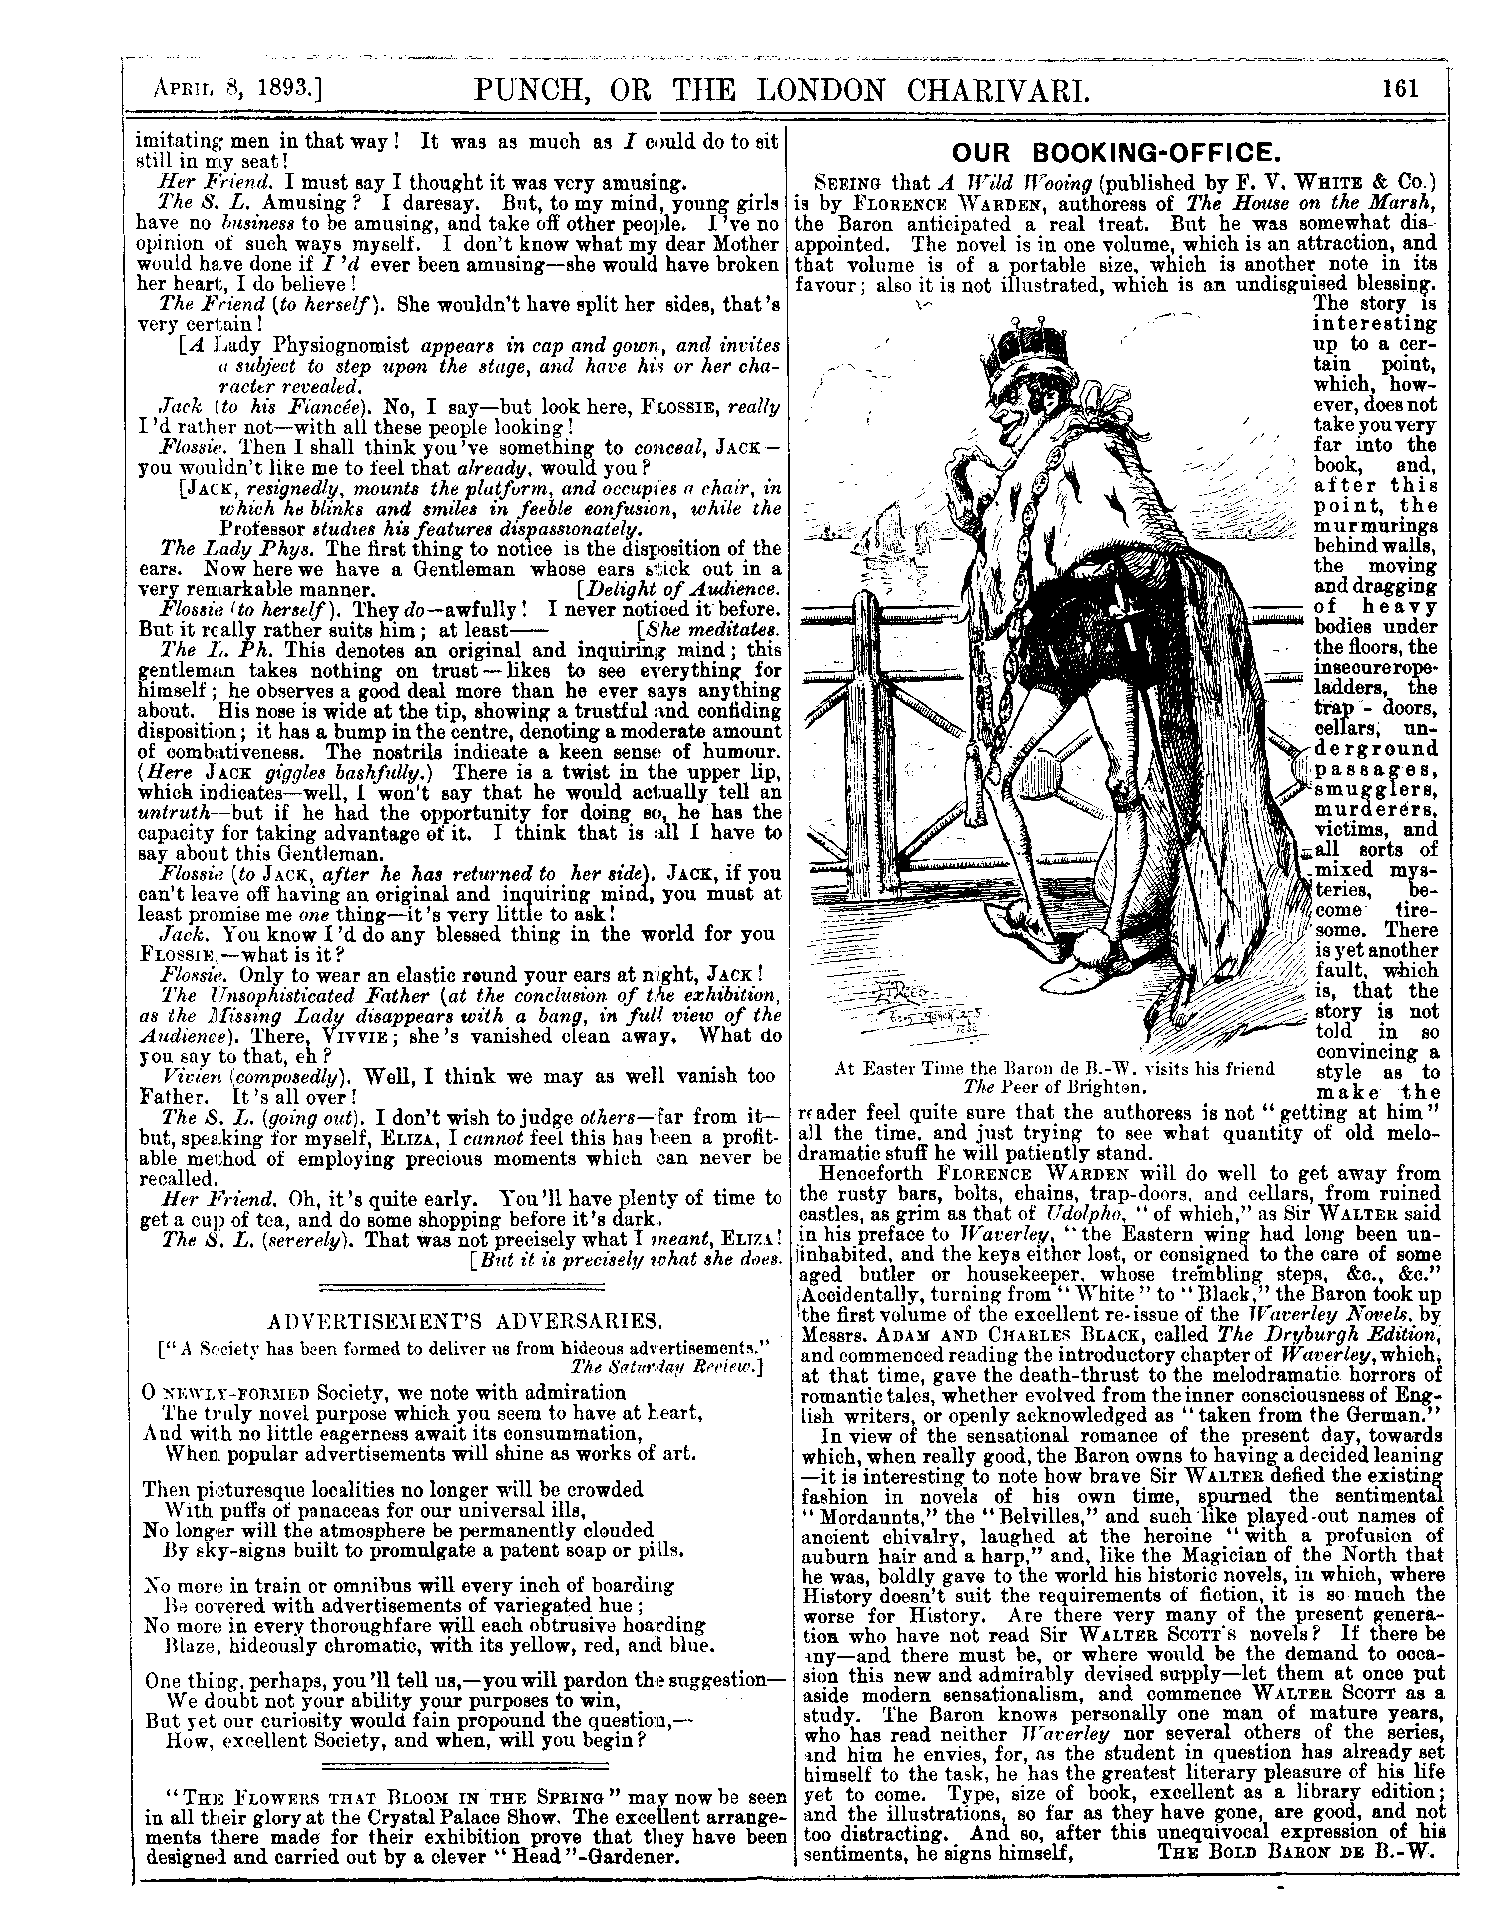 APRIL 8, 1893.]
PUNCH, OR THE LONDON CHARIVARI.
161
imitating men in that way! It was as much as I could do to sit
still in my seat!
Her Friend. I must say I thought it was very amusing.
The S. L. Amusing? I daresay. But, to my mind, young girls
have no business to be amusing, and take off other people. I've no
opinion of such ways myself. I don't know what my dear Mother
would have done if I'd ever been amusing—she would have broken
her heart, I do believe!
The Friend (to herself). She wouldn't have split her sides, that's
very certain!
[A Lady Physiognomist appears in cap and gown, and invites
a subject to step upon the stage, and have his or her cha-
racter revealed.
Jack (to his Fiancée). No, I say—but look here, FLOSSIE, really
I'd rather not—with all these people looking!
Flossie. Then I shall think you've something to conceal, JACK—
you wouldn't like me to feel that already, would you?
[JACK, resignedly, mounts the platform, and occupies a chair, in
which he blinks and smiles in feeble confusion, while the
Professor studies his features dispassionately.
The Lady Phys. The first thing to notice is the disposition of the
ears. Now here we have a Gentleman whose ears stick out in a
very remarkable manner. [Delight of Audience.
Flossie (to herself). They do—awfully! I never noticed it before.
But it really rather suits him; at least—— [She meditates.
The L. Ph. This denotes an original and inquiring mind; this
gentleman takes nothing on trust—likes to see everything for
himself; he observes a good deal more than he ever says anything
about. His nose is wide at the tip, showing a trustful and confiding
disposition; it has a bump in the centre, denoting a moderate amount
of combativeness. The nostrils indicate a keen sense of humour.
(Here JACK giggles bashfully.) There is a twist in the upper lip,
which indicates—well, I won't say that he would actually tell an
untruth—but if he had the opportunity for doing so, he has the
capacity for taking advantage of it. I think that is all I have to
say about this Gentleman.
Flossie (to JACK, after he has returned to her side). JACK, if you
can't leave off having an original and inquiring mind, you must at
least promise me one thing—it's very little to ask!
Jack. You know I'd do any blessed thing in the world for you
FLOSSIE,—what is it?
Flossie. Only to wear an elastic round your ears at night, JACK!
The Unsophisticated Father (at the conclusion of the exhibition,
as the Missing Lady disappears with a bang, in full view of the
Audience). There, VIVVIE; she's vanished clean away. What do
you say to that, eh?
Vivien (composedly). Well, I think we may as well vanish too
Father. It's all over!
The S. L. (going out). I don't wish to judge others—far from it—
but, speaking for myself, ELIZA, I cannot feel this has been a profit-
able method of employing precious moments which can never be
recalled.
Her Friend. Oh, it's quite early. You'll have plenty of time to
get a cup of tea, and do some shopping before it's dark.
The S. L. (severely). That was not precisely what I meant, ELIZA!
[But it is precisely what she does.
ADVERTISEMENT'S ADVERSARIES.
["A Society has been formed to deliver us from hideous advertisements."
The Saturday Review.]
O NEWLY-FORMED Society, we note with admiration
The truly novel purpose which you seem to have at heart,
And with no little eagerness await its consummation,
When popular advertisements will shine as works of art.
Then picturesque localities no longer will be crowded
With puffs of panaceas for our universal ills,
No longer will the atmosphere be permanently clouded
By sky-signs built to promulgate a patent soap or pills.
No more in train or omnibus will every inch of boarding
Be covered with advertisements of variegated hue;
No more in every thoroughfare will each obtrusive hoarding
Blaze, hideously chromatic, with its yellow, red, and blue.
One thing, perhaps, you'll tell us,—you will pardon the suggestion—
We doubt not your ability your purposes to win,
But yet our curiosity would fain propound the question,—
How, excellent Society, and when, will you begin?
"THE FLOWERS THAT BLOOM IN THE SPRING" may now be seen
in all their glory at the Crystal Palace Show. The excellent arrange-
ments there made for their exhibition prove that they have been
designed and carried out by a clever "Head"-Gardener.
OUR BOOKING-OFFICE.
SEEING that A Wild Wooing (published by F. V. WHITE & Co.)
is by FLORENCE WARDEN, authoress of The House on the Marsh,
the Baron anticipated a real treat. But he was somewhat dis-
appointed. The novel is in one volume, which is an attraction, and
that volume is of a portable size, which is another note in its
favour; also it is not illustrated, which is an undisguised blessing.
The story is
interesting
up to a cer-
tain point,
which, how-
ever, does not
take you very
far into the
book, and,
after this
point, the
murmurings
behind walls,
the moving
and dragging
of heavy
bodies under
the floors, the
insecure rope-
ladders, the
trap-doors,
cellars, un-
derground
passages,
smugglers,
murderers,
victims, and
all sorts of
mixed mys-
teries, be-
come tire-
some. There
is yet another
fault, which
is, that the
story is not
told in so
convincing a
style as to
make the
At Easter Time the Baron de B.-W. visits his friend
The Peer of Brighton.
reader feel quite sure that the authoress is not "getting at him"
all the time, and just trying to see what quantity of old melo-
dramatic stuff he will patiently stand.
Henceforth FLORENCE WARDEN will do well to get away from
the rusty bars, bolts, chains, trap-doors, and cellars, from ruined
castles, as grim as that of Udolpho, "of which," as Sir WALTER said
in his preface to Waverley, "the Eastern wing had long been un-
inhabited, and the keys either lost, or consigned to the care of some
aged butler or housekeeper, whose trembling steps, &c., &c."
Accidentally, turning from "White" to "Black," the Baron took up
the first volume of the excellent re-issue of the Waverley Novels, by
Messrs. ADAM AND CHARLES BLACK, called The Dryburgh Edition,
and commenced reading the introductory chapter of Waverley, which,
at that time, gave the death-thrust to the melodramatic horrors of
romantic tales, whether evolved from the inner consciousness of Eng-
lish writers, or openly acknowledged as "taken from the German."
In view of the sensational romance of the present day, towards
which, when really good, the Baron owns to having a decided leaning
—it is interesting to note how brave Sir WALTER defied the existing
fashion in novels of his own time, spurned the sentimental
"Mordaunts," the "Belvilles," and such like played-out names of
ancient chivalry, laughed at the heroine "with a profusion of
auburn hair and a harp," and, like the Magician of the North that
he was, boldly gave to the world his historic novels, in which, where
History doesn't suit the requirements of fiction, it is so much the
worse for History. Are there very many of the present genera-
tion who have not read Sir WALTER SCOTT'S novels? If there be
any—and there must be, or where would be the demand to occa-
sion this new and admirably devised supply—let them at once put
aside modern sensationalism, and commence WALTER SCOTT as a
study. The Baron knows personally one man of mature years,
who has read neither Waverley nor several others of the series,
and him he envies, for, as the student in question has already set
himself to the task, he has the greatest literary pleasure of his life
yet to come. Type, size of book, excellent as a library edition;
and the illustrations, so far as they have gone, are good, and not
too distracting. And so, after this unequivocal expression of his
sentiments, he signs himself, THE BOLD BARON DE B.-W.